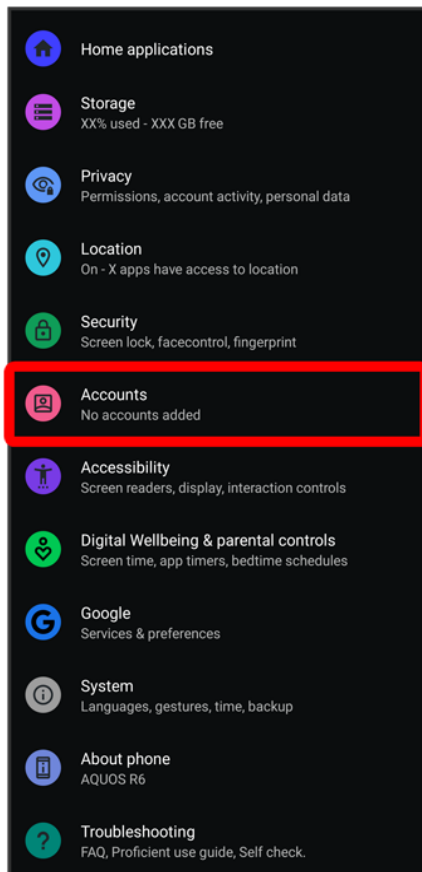 Home applications
Storage
XX% used - XXX GB free
Privacy
Permissions, account activity, personal data
Location
On - X apps have access to location
Security
Screen lock, facecontrol, fingerprint
Accounts
No accounts added
Accessibility
Screen readers, display, interaction controls
Digital Wellbeing & parental controls
Screen time, app timers, bedtime schedules
Google
Services & preferences
System
Languages, gestures, time, backup
About phone
AQUOS R6
Troubleshooting
FAQ, Proficient use guide, Self check.